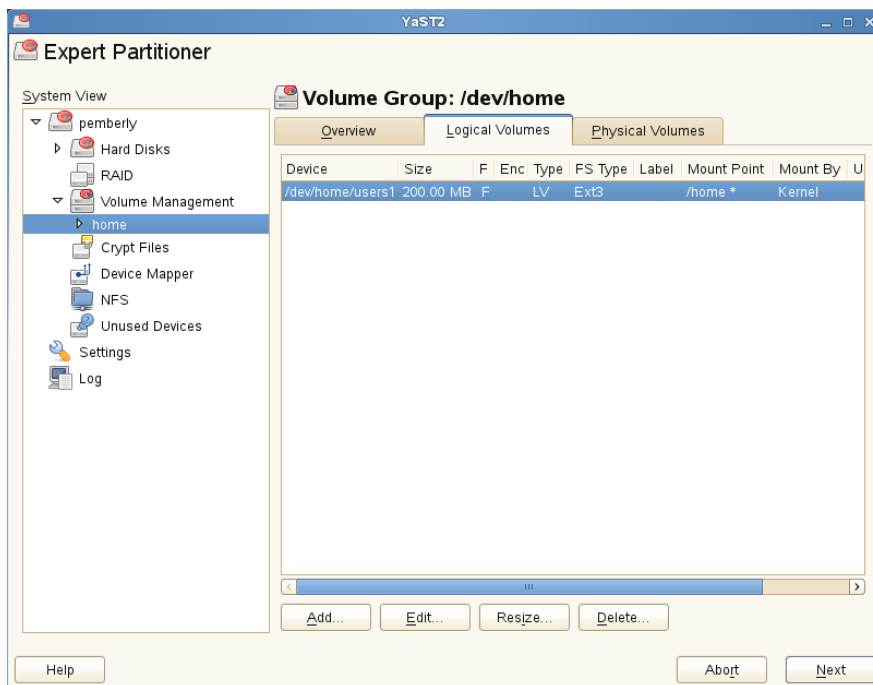 YaST2
Expert Partitioner
System View
pemberly
Hard Disks
RAID
Volume Management
home
Crypt Files
Device Mapper
NFS
Unused Devices
Settings
Log
Volume Group: /dev/home
Overview Logical Volumes Physical Volumes
Device Size F Enc Type FS Type Label Mount Point Mount By U
/dev/home/users1 200.00 MB F LV Ext3 /home * Kernel
Add... Edit... Resize... Delete...
Help Abort Next